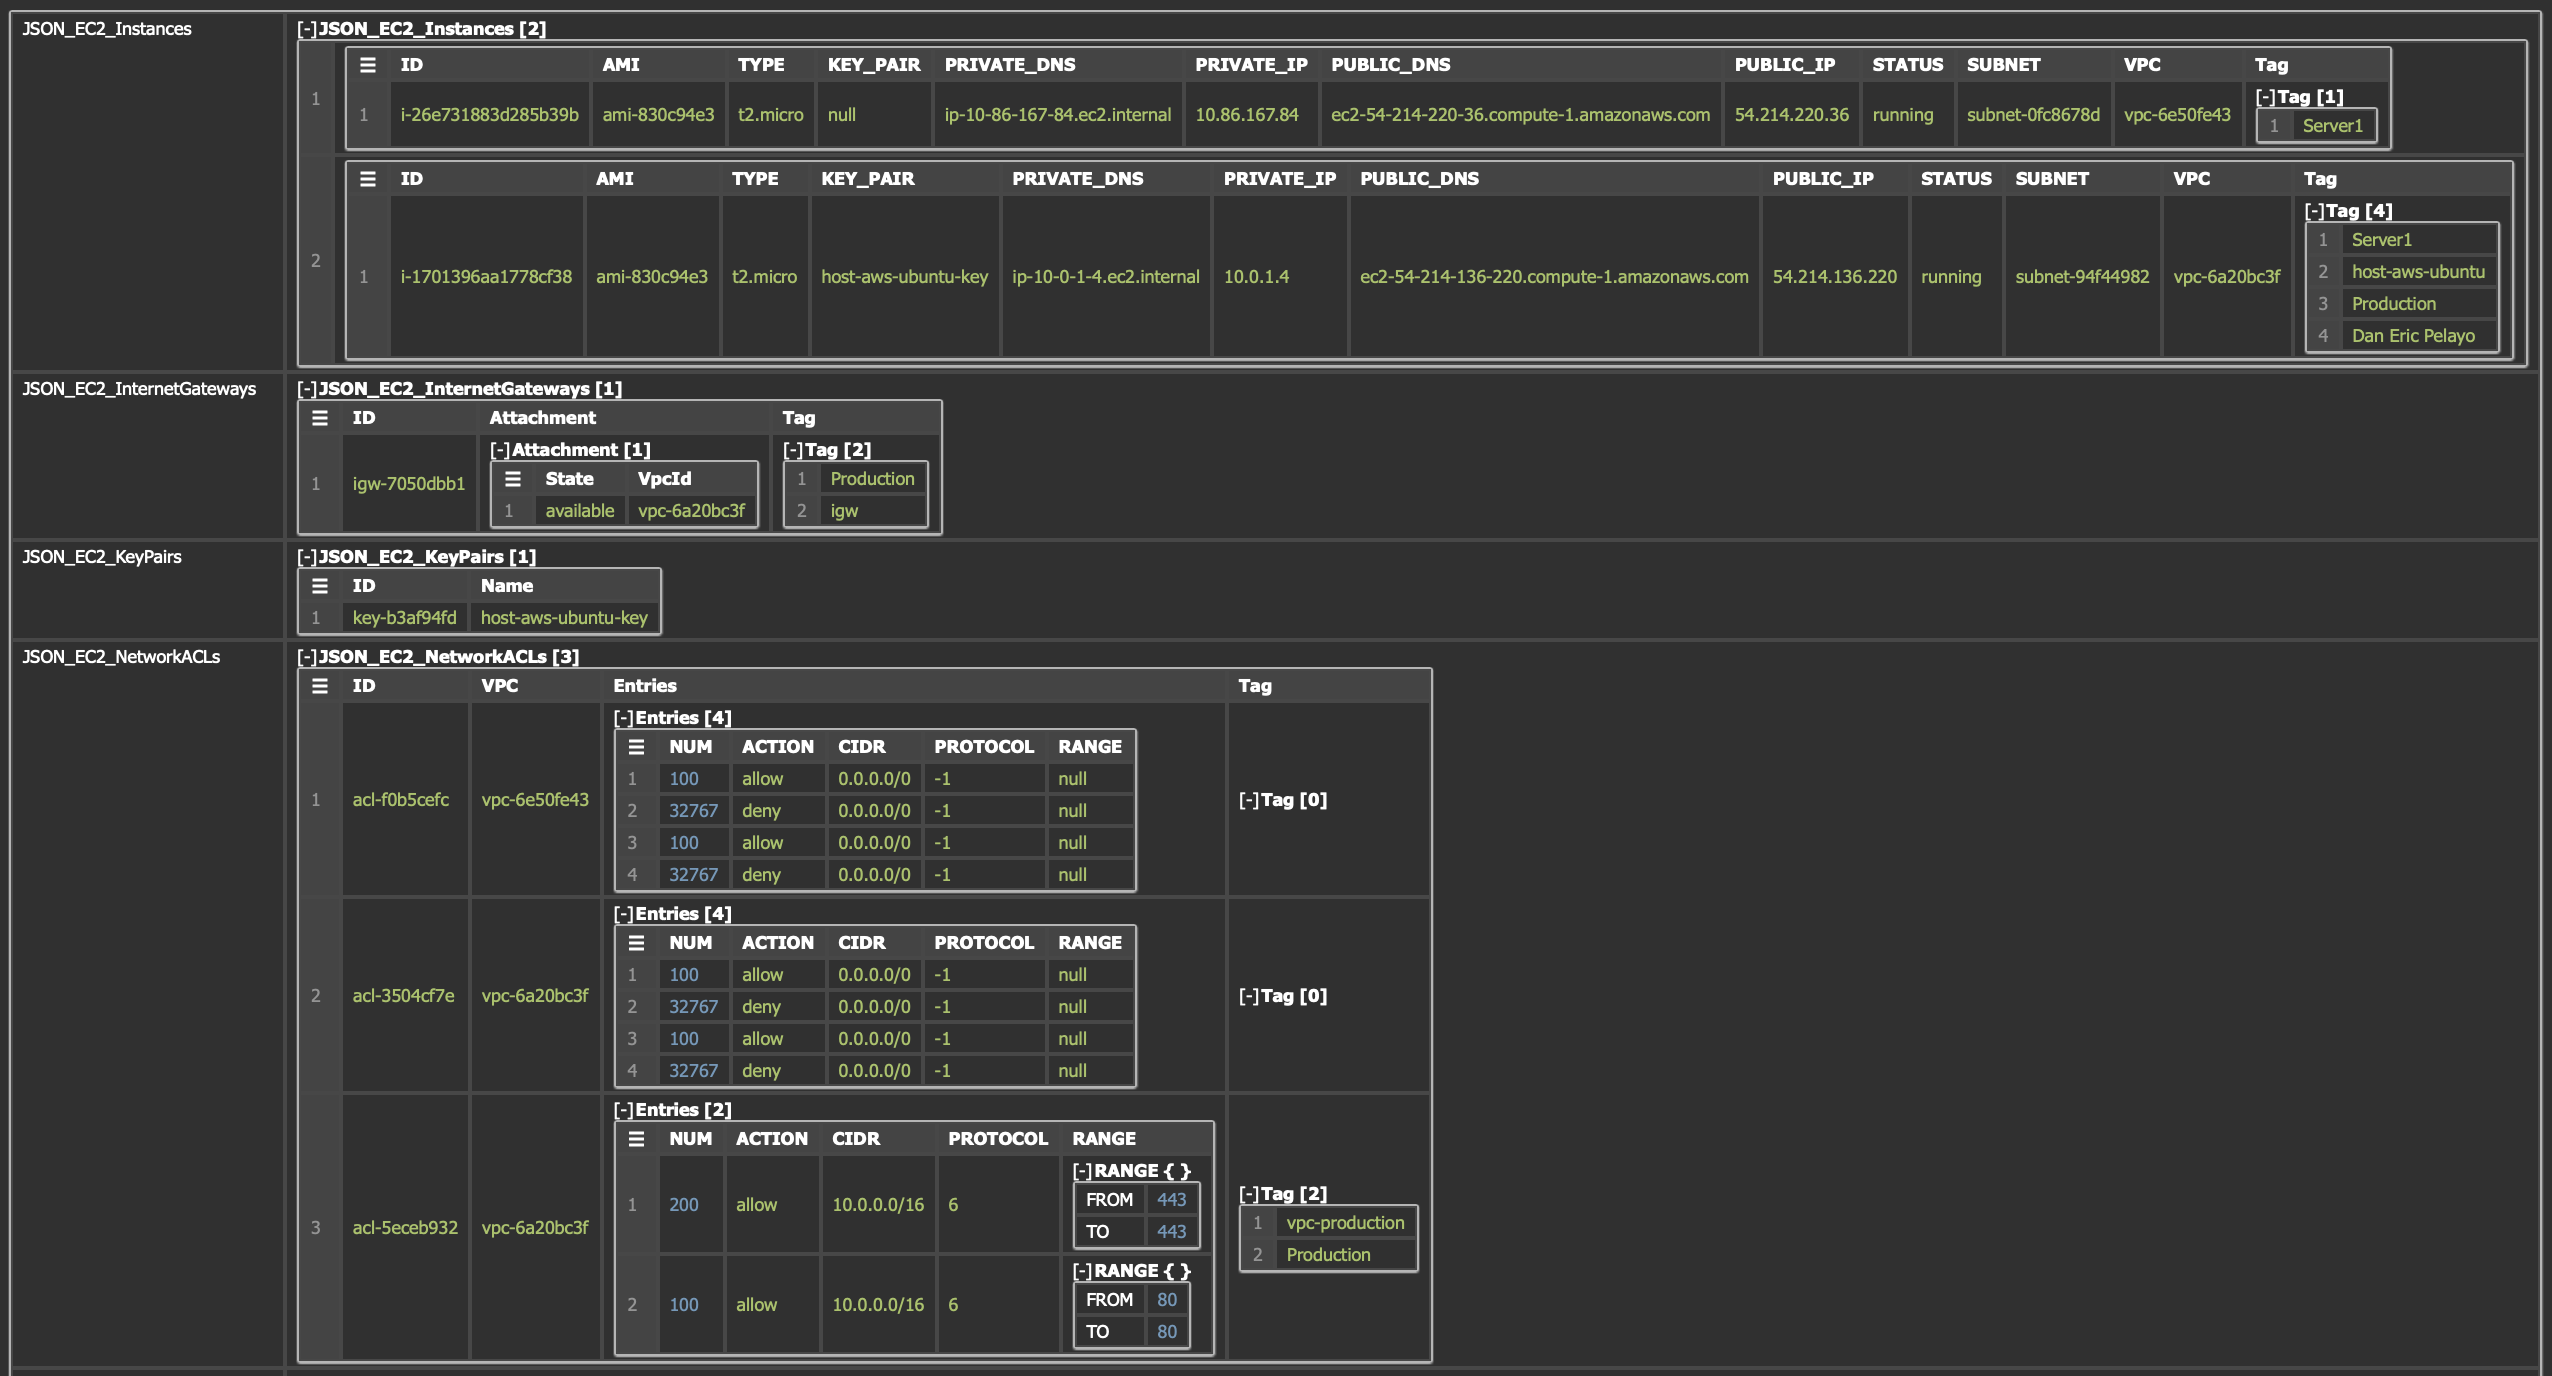 JSON_EC2_Instances
[-]JSON_EC2_Instances [2]
ID AMI TYPE KEY_PAIR PRIVATE_DNS PRIVATE_IP PUBLIC_DNS PUBLIC_IP STATUS SUBNET VPC Tag
1
1 i-26e731883d285b39b ami-830c94e3 t2.micro null ip-10-86-167-84.ec2.internal 10.86.167.84 ec2-54-214-220-36.compute-1.amazonaws.com 54.214.220.36 running subnet-0fc8678d vpc-6e50fe43
[-]Tag [1]
1 Server1
ID AMI TYPE KEY_PAIR PRIVATE_DNS PRIVATE_IP PUBLIC_DNS PUBLIC_IP STATUS SUBNET VPC Tag
2
1 i-1701396aa1778cf38 ami-830c94e3 t2.micro host-aws-ubuntu-key ip-10-0-1-4.ec2.internal 10.0.1.4 ec2-54-214-136-220.compute-1.amazonaws.com 54.214.136.220 running subnet-94f44982 vpc-6a20bc3f
[-]Tag [4]
1 Server1
2 host-aws-ubuntu
3 Production
4 Dan Eric Pelayo
JSON_EC2_InternetGateways
[-]JSON_EC2_InternetGateways [1]
ID Attachment Tag
1 igw-7050dbb1
[-]Attachment [1]
State VpcId
1 available vpc-6a20bc3f
[-]Tag [2]
1 Production
2 igw
JSON_EC2_KeyPairs
[-]JSON_EC2_KeyPairs [1]
ID Name
1 key-b3af94fd host-aws-ubuntu-key
JSON_EC2_NetworkACLs
[-]JSON_EC2_NetworkACLs [3]
ID VPC Entries Tag
1 acl-f0b5cefc vpc-6e50fe43
[-]Entries [4]
NUM ACTION CIDR PROTOCOL RANGE
1 100 allow 0.0.0.0/0 -1 null
2 32767 deny 0.0.0.0/0 -1 null
3 100 allow 0.0.0.0/0 -1 null
4 32767 deny 0.0.0.0/0 -1 null
[-]Tag [0]
2 acl-3504cf7e vpc-6a20bc3f
[-]Entries [4]
NUM ACTION CIDR PROTOCOL RANGE
1 100 allow 0.0.0.0/0 -1 null
2 32767 deny 0.0.0.0/0 -1 null
3 100 allow 0.0.0.0/0 -1 null
4 32767 deny 0.0.0.0/0 -1 null
[-]Tag [0]
3 acl-5eceb932 vpc-6a20bc3f
[-]Entries [2]
NUM ACTION CIDR PROTOCOL RANGE
1 200 allow 10.0.0.0/16 6
[-]RANGE { }
FROM 443
TO 443
2 100 allow 10.0.0.0/16 6
[-]RANGE { }
FROM 80
TO 80
[-]Tag [2]
1 vpc-production
2 Production